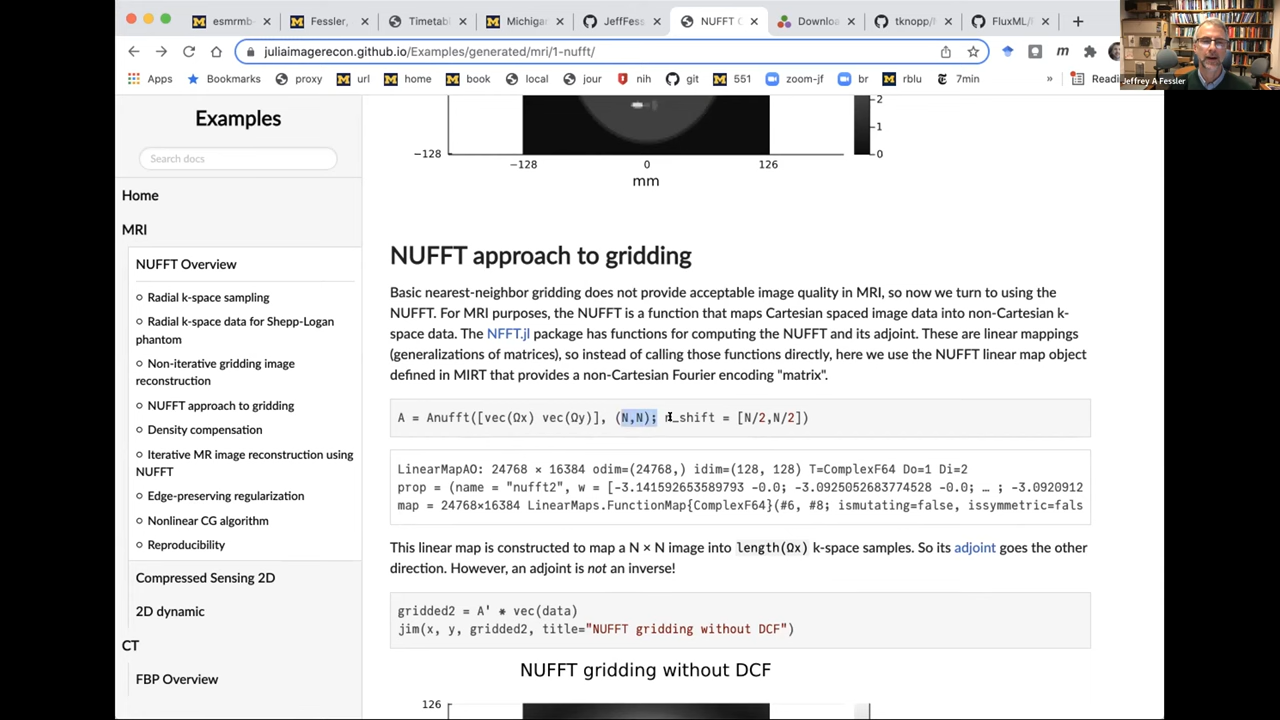 esmrmb-
Fessler,
Timetabl
Michigan
JeffFess
NUFFT O
Downloa
tknopp/
FluxML/
juliaimagerecon.github.io/Examples/generated/mri/1-nufft/
Apps
Bookmarks
proxy
url
home
book
local
jour
nih
git
551
zoom-jf
br
rblu
7min
»
Readi
Jeffrey A Fessler
Examples
Search docs
Home
MRI
NUFFT Overview
Radial k-space sampling
Radial k-space data for Shepp-Logan
phantom
Non-iterative gridding image
reconstruction
NUFFT approach to gridding
Density compensation
Iterative MR image reconstruction using
NUFFT
Edge-preserving regularization
Nonlinear CG algorithm
Reproducibility
Compressed Sensing 2D
2D dynamic
CT
FBP Overview
2
1
0
−128
−128 0 126
mm
NUFFT approach to gridding
Basic nearest-neighbor gridding does not provide acceptable image quality in MRI, so now we turn to using the
NUFFT. For MRI purposes, the NUFFT is a function that maps Cartesian spaced image data into non-Cartesian k-
space data. The NFFT.jl package has functions for computing the NUFFT and its adjoint. These are linear mappings
(generalizations of matrices), so instead of calling those functions directly, here we use the NUFFT linear map object
defined in MIRT that provides a non-Cartesian Fourier encoding "matrix".
A = Anufft([vec(Ωx) vec(Ωy)], (N,N); n_shift = [N/2,N/2])
LinearMapAO: 24768 × 16384 odim=(24768,) idim=(128, 128) T=ComplexF64 Do=1 Di=2
prop = (name = "nufft2", w = [-3.141592653589793 -0.0; -3.0925052683774528 -0.0; … ; -3.0920912
map = 24768×16384 LinearMaps.FunctionMap{ComplexF64}(#6, #8; ismutating=false, issymmetric=fals
This linear map is constructed to map a N × N image into length(Ωx) k-space samples. So its adjoint goes the other
direction. However, an adjoint is not an inverse!
gridded2 = A' * vec(data)
jim(x, y, gridded2, title="NUFFT gridding without DCF")
NUFFT gridding without DCF
126